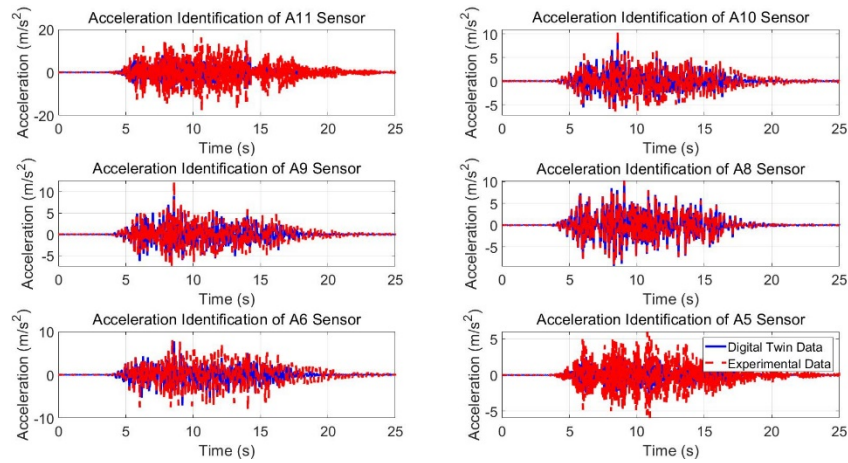 Acceleration Identification of A11 Sensor
Acceleration (m/s²)
20
0
-20
0 5 10 15 20 25
Time (s)
Acceleration Identification of A10 Sensor
Acceleration (m/s²)
10
5
0
-5
0 5 10 15 20 25
Time (s)
Acceleration Identification of A9 Sensor
Acceleration (m/s²)
10
5
0
-5
0 5 10 15 20 25
Time (s)
Acceleration Identification of A8 Sensor
Acceleration (m/s²)
10
5
0
-5
0 5 10 15 20 25
Time (s)
Acceleration Identification of A6 Sensor
Acceleration (m/s²)
10
0
-10
0 5 10 15 20 25
Time (s)
Acceleration Identification of A5 Sensor
Acceleration (m/s²)
5
0
-5
Digital Twin Data
Experimental Data
0 5 10 15 20 25
Time (s)